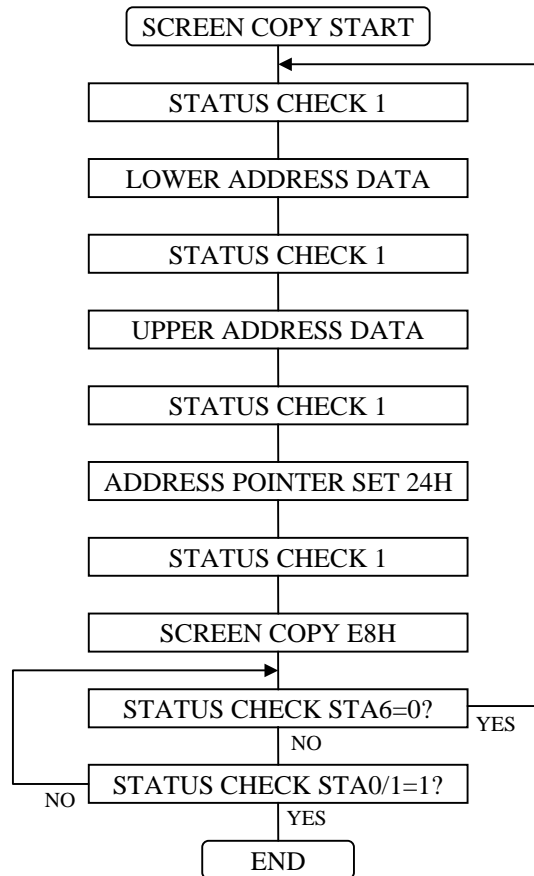 SCREEN COPY START
STATUS CHECK 1
LOWER ADDRESS DATA
STATUS CHECK 1
UPPER ADDRESS DATA
STATUS CHECK 1
ADDRESS POINTER SET 24H
STATUS CHECK 1
SCREEN COPY E8H
STATUS CHECK STA6=0?
YES
NO
STATUS CHECK STA0/1=1?
NO
YES
END